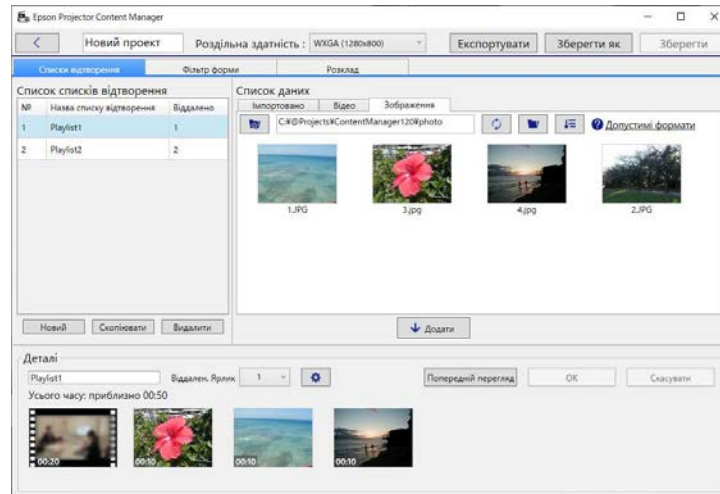 Epson Projector Content Manager
Новий проект Роздільна здатність : WXGA (1280x800) Експортувати Зберегти як Зберегти
Списки відтворення Фільтр форми Розклад
Список списків відтворення
№ Назва списку відтворення Віддалено
1 Playlist1 1
2 Playlist2 2
Новий Скопіювати Видалити
Список даних
Імпортовано Відео Зображення
C:¥@Projects¥ContentManager120¥photo Допустимі формати
1.JPG 3.jpg 4.jpg 2.JPG
Додати
Деталі
Playlist1 Віддален. Ярлик 1 Попередній перегляд OK Скасувати
Усього часу: приблизно 00:50
00:20 00:10 00:10 00:10